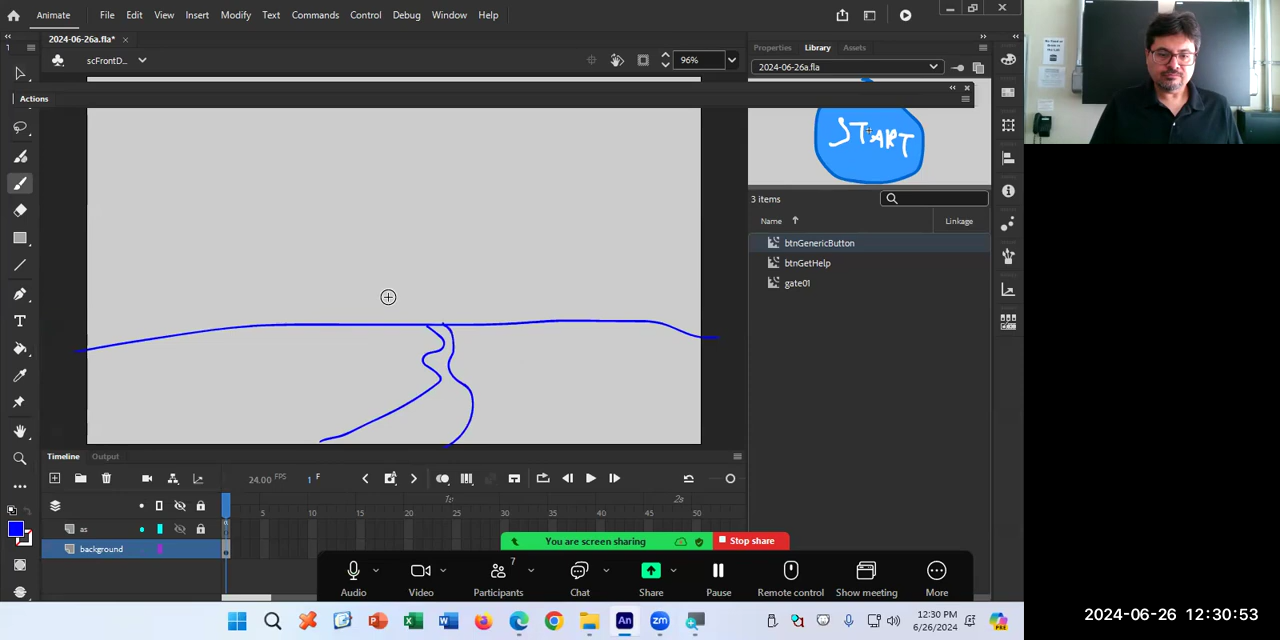 Animate File Edit View Insert Modify Text Commands Control Debug Window Help
2024-06-26a.fla* ×
scFrontD... 96%
Actions
Properties Library Assets
2024-06-26a.fla
START
3 items
Name Linkage
btnGenericButton
btnGetHelp
gate01
Timeline Output
24.00 FPS 1 F
1s 2s
5 10 15 20 25 30 35 40 45 50
as
background
You are screen sharing Stop share
7
Audio Video Participants Chat Share Pause Remote control Show meeting More
12:30 PM
6/26/2024
2024-06-26 12:30:53